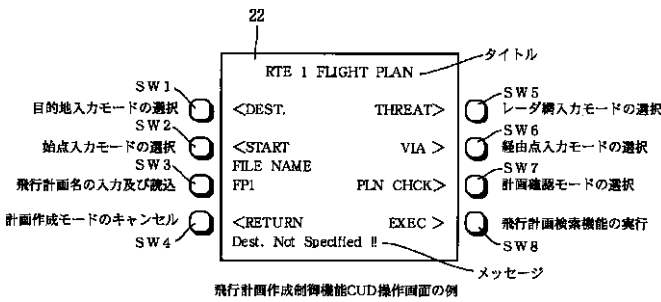 22
タイトル
RTE 1 FLIGHT PLAN
SW1
目的地入力モードの選択
<DEST.
THREAT>
SW5
レーダ網入力モードの選択
SW2
始点入力モードの選択
<START
VIA >
SW6
経由点入力モードの選択
SW3
飛行計画名の入力及び読込
FILE NAME
FP1
PLN CHCK>
SW7
計画確認モードの選択
計画作成モードのキャンセル
SW4
<RETURN
EXEC >
飛行計画検索機能の実行
SW8
Dest. Not Specified !!
メッセージ
飛行計画作成制御機能CUD操作画面の例